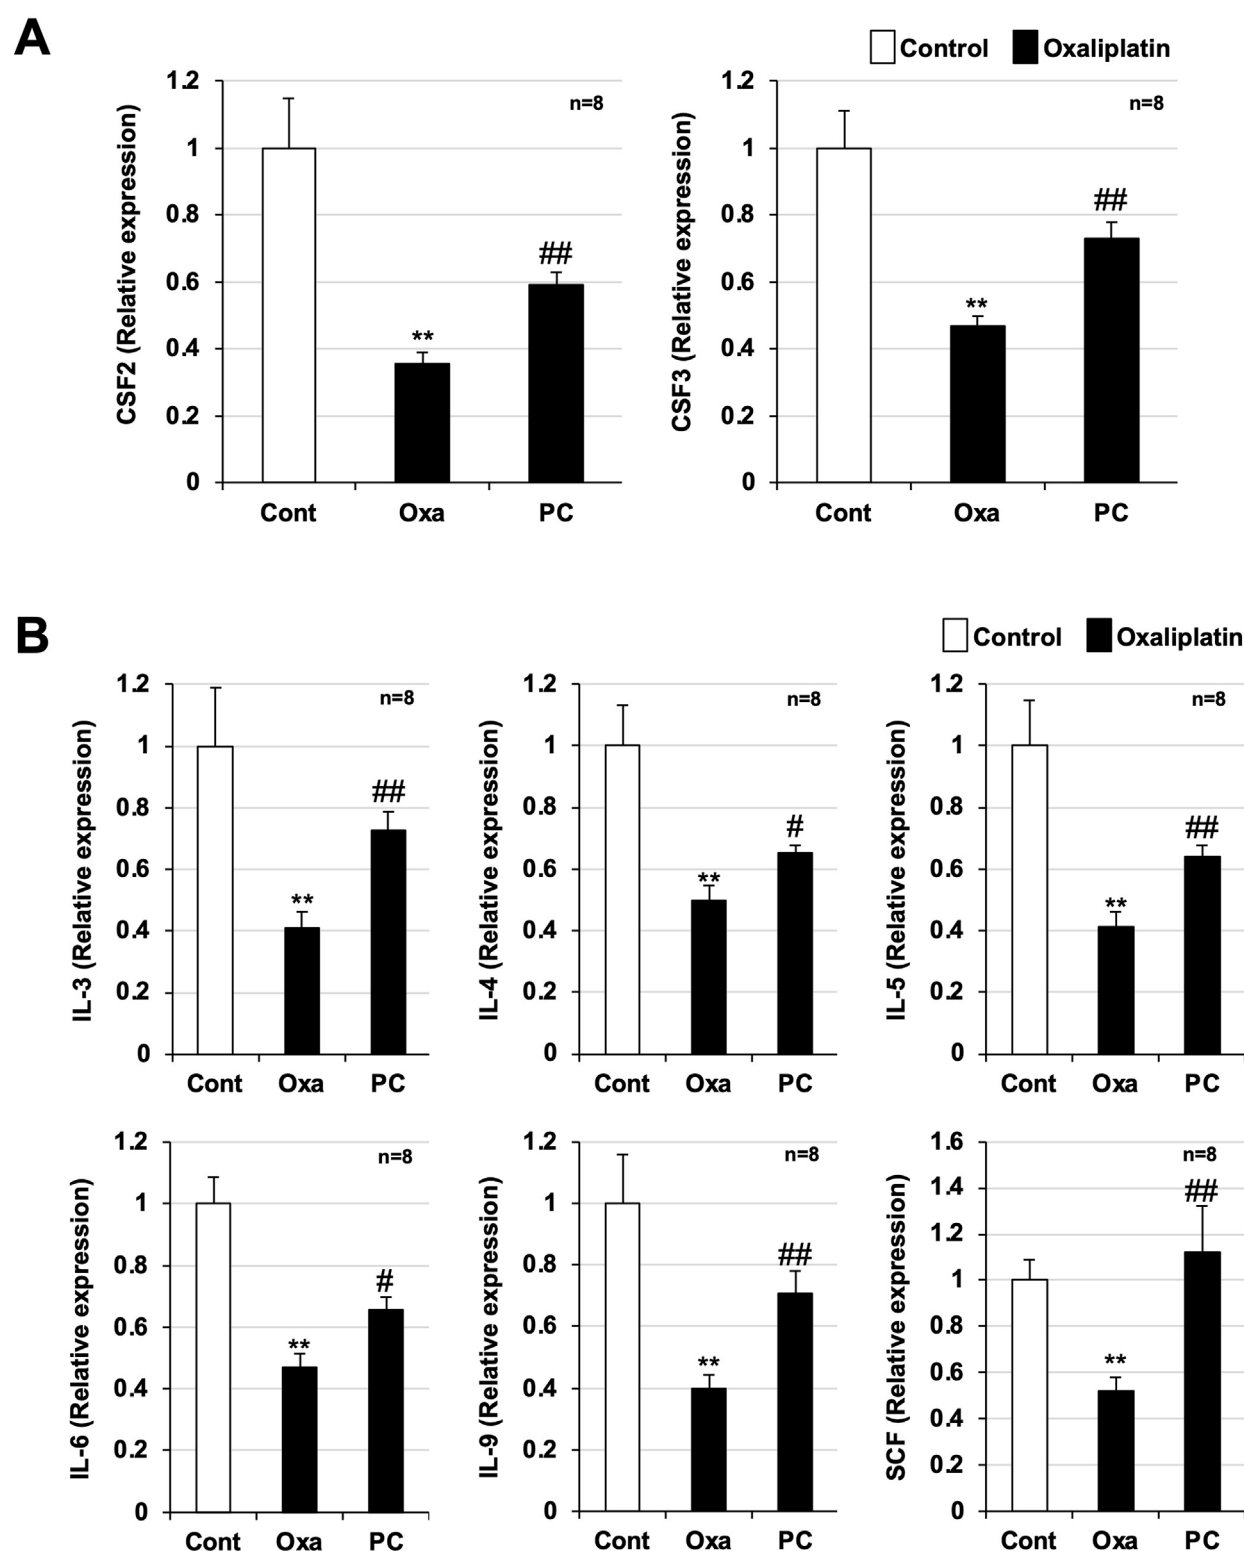 A
Control Oxaliplatin
CSF2 (Relative expression)
1.2
1
0.8
0.6
0.4
0.2
0
n=8
**
##
Cont Oxa PC
CSF3 (Relative expression)
1.2
1
0.8
0.6
0.4
0.2
0
n=8
**
##
Cont Oxa PC
B
Control Oxaliplatin
IL-3 (Relative expression)
1.2
1
0.8
0.6
0.4
0.2
0
n=8
**
##
Cont Oxa PC
IL-4 (Relative expression)
1.2
1
0.8
0.6
0.4
0.2
0
n=8
**
#
Cont Oxa PC
IL-5 (Relative expression)
1.2
1
0.8
0.6
0.4
0.2
0
n=8
**
##
Cont Oxa PC
IL-6 (Relative expression)
1.2
1
0.8
0.6
0.4
0.2
0
n=8
**
#
Cont Oxa PC
IL-9 (Relative expression)
1.2
1
0.8
0.6
0.4
0.2
0
n=8
**
##
Cont Oxa PC
SCF (Relative expression)
1.6
1.4
1.2
1
0.8
0.6
0.4
0.2
0
n=8
**
##
Cont Oxa PC